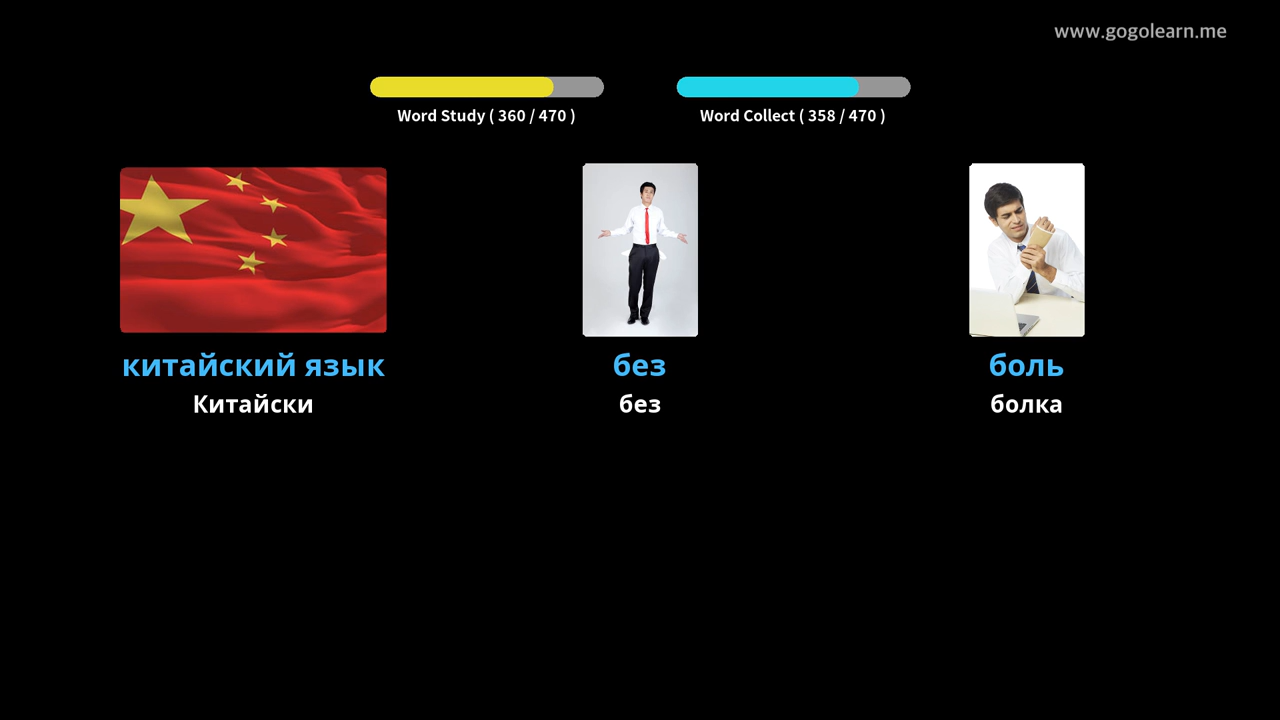 www.gogolearn.me
Word Study ( 360 / 470 )
Word Collect ( 358 / 470 )
китайский язык
Китайски
без
без
боль
болка